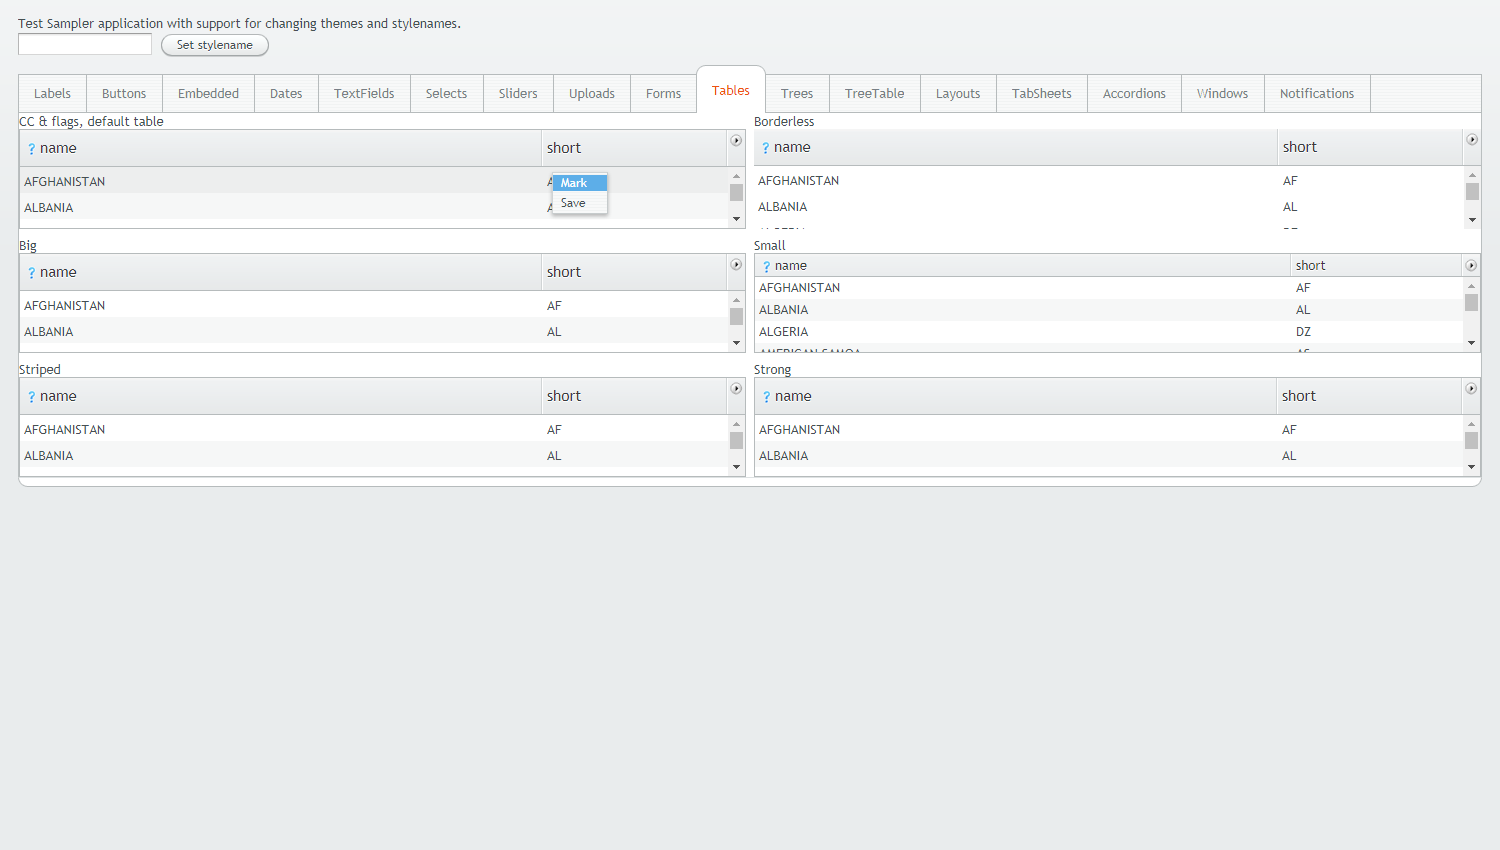 Test Sampler application with support for changing themes and stylenames.
Set stylename
Labels Buttons Embedded Dates TextFields Selects Sliders Uploads Forms Tables Trees TreeTable Layouts TabSheets Accordions Windows Notifications
CC & flags, default table
? name short
AFGHANISTAN A
ALBANIA A
Mark
Save
Borderless
? name short
AFGHANISTAN AF
ALBANIA AL
Big
? name short
AFGHANISTAN AF
ALBANIA AL
Small
? name short
AFGHANISTAN AF
ALBANIA AL
ALGERIA DZ
AMERICAN SAMOA AS
Striped
? name short
AFGHANISTAN AF
ALBANIA AL
Strong
? name short
AFGHANISTAN AF
ALBANIA AL